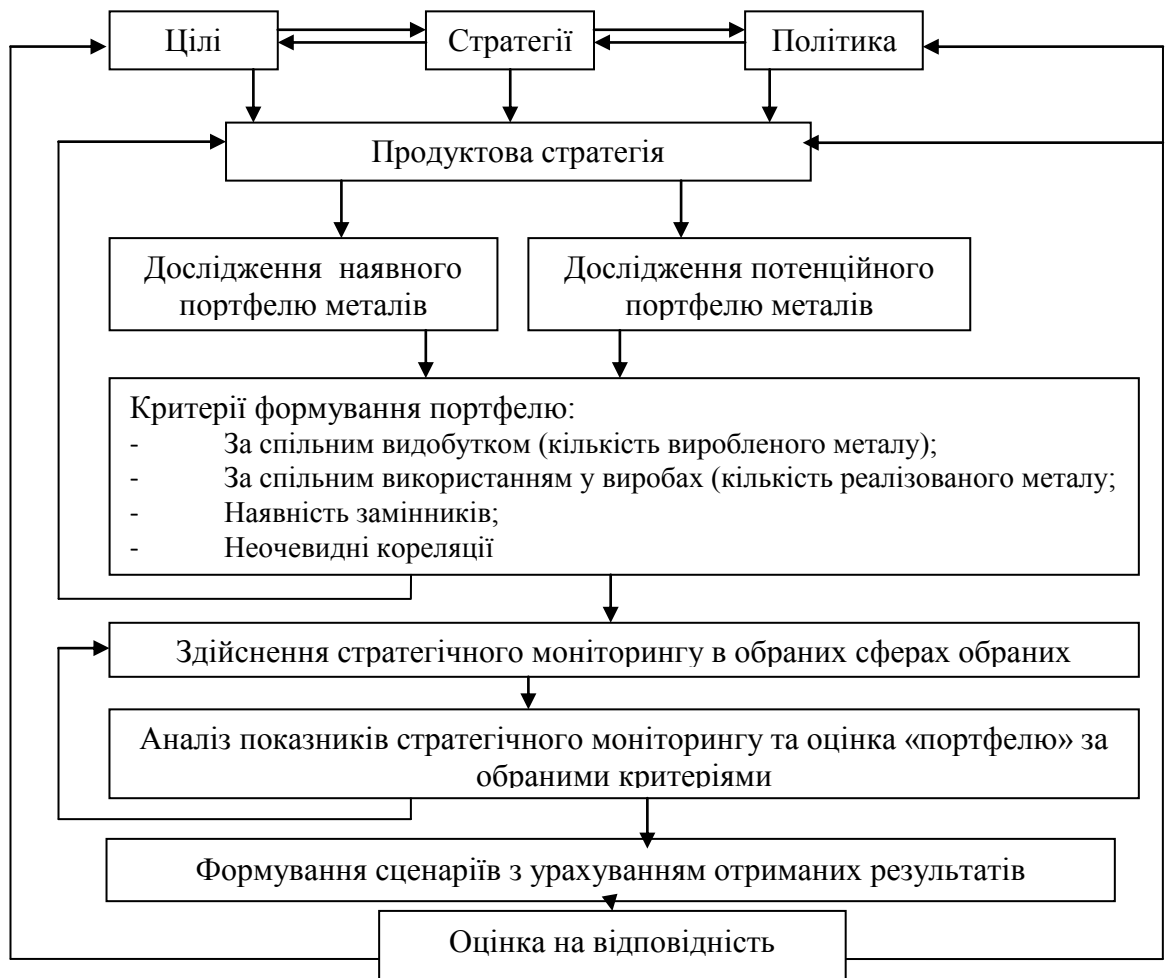 Цілі
Стратегії
Політика
Продуктова стратегія
Дослідження наявного
портфелю металів
Дослідження потенційного
портфелю металів
Критерії формування портфелю:
- За спільним видобутком (кількість виробленого металу);
- За спільним використанням у виробах (кількість реалізованого металу;
- Наявність замінників;
- Неочевидні кореляції
Здійснення стратегічного моніторингу в обраних сферах обраних
Аналіз показників стратегічного моніторингу та оцінка «портфелю» за
обраними критеріями
Формування сценаріїв з урахуванням отриманих результатів
Оцінка на відповідність